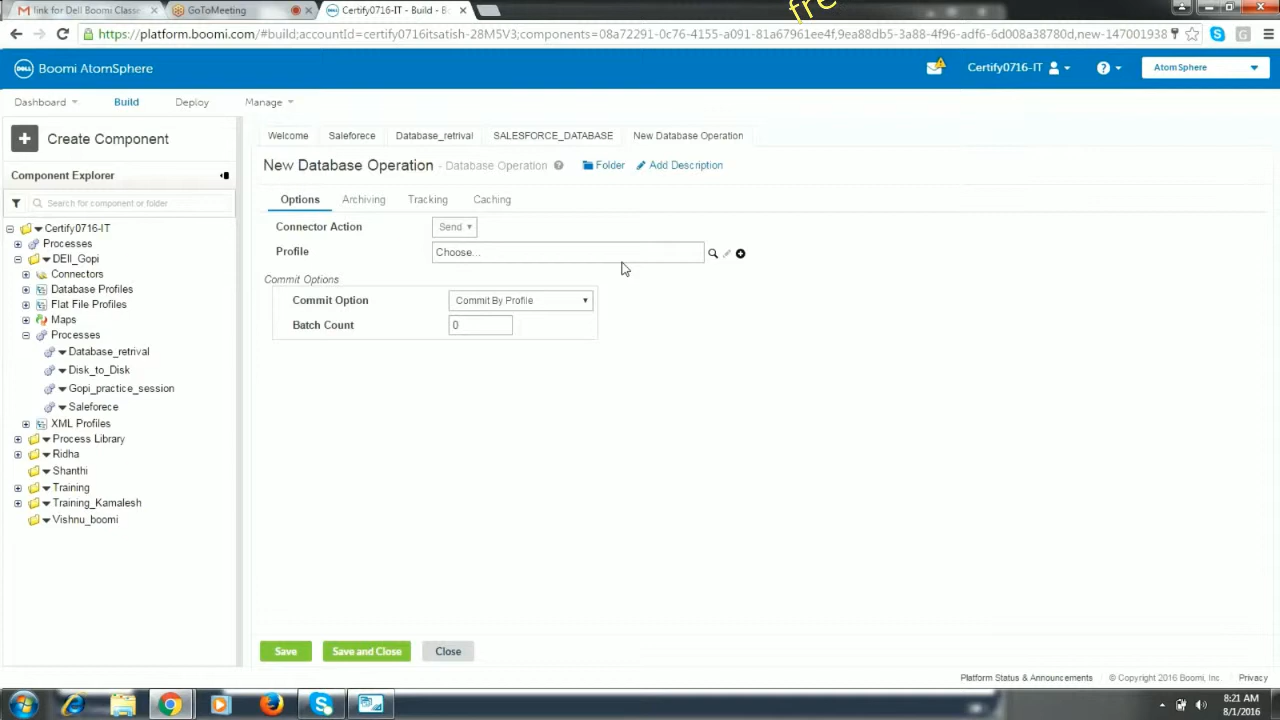 link for Dell Boomi Classe
GoToMeeting
Certify0716-IT - Build - Bo
fre
https://platform.boomi.com/#build;accountId=certify0716itsatish-28M5V3;components=08a72291-0c76-4155-a091-81a67961ee4f,9ea88db5-3a88-4f96-adf6-6d008a38780d,new-147001938
DELL Boomi AtomSphere
Certify0716-IT
AtomSphere
Dashboard Build Deploy Manage
Create Component
Welcome Saleforece Database_retrival SALESFORCE_DATABASE New Database Operation
New Database Operation - Database Operation Folder Add Description
Component Explorer
Options Archiving Tracking Caching
Search for component or folder
Connector Action Send
Profile Choose...
Commit Options
Commit Option Commit By Profile
Batch Count 0
Certify0716-IT
Processes
DEll_Gopi
Connectors
Database Profiles
Flat File Profiles
Maps
Processes
Database_retrival
Disk_to_Disk
Gopi_practice_session
Saleforece
XML Profiles
Process Library
Ridha
Shanthi
Training
Training_Kamalesh
Vishnu_boomi
Save Save and Close Close
Platform Status & Announcements | © Copyright 2016 Boomi, Inc. Privacy
8:21 AM
8/1/2016